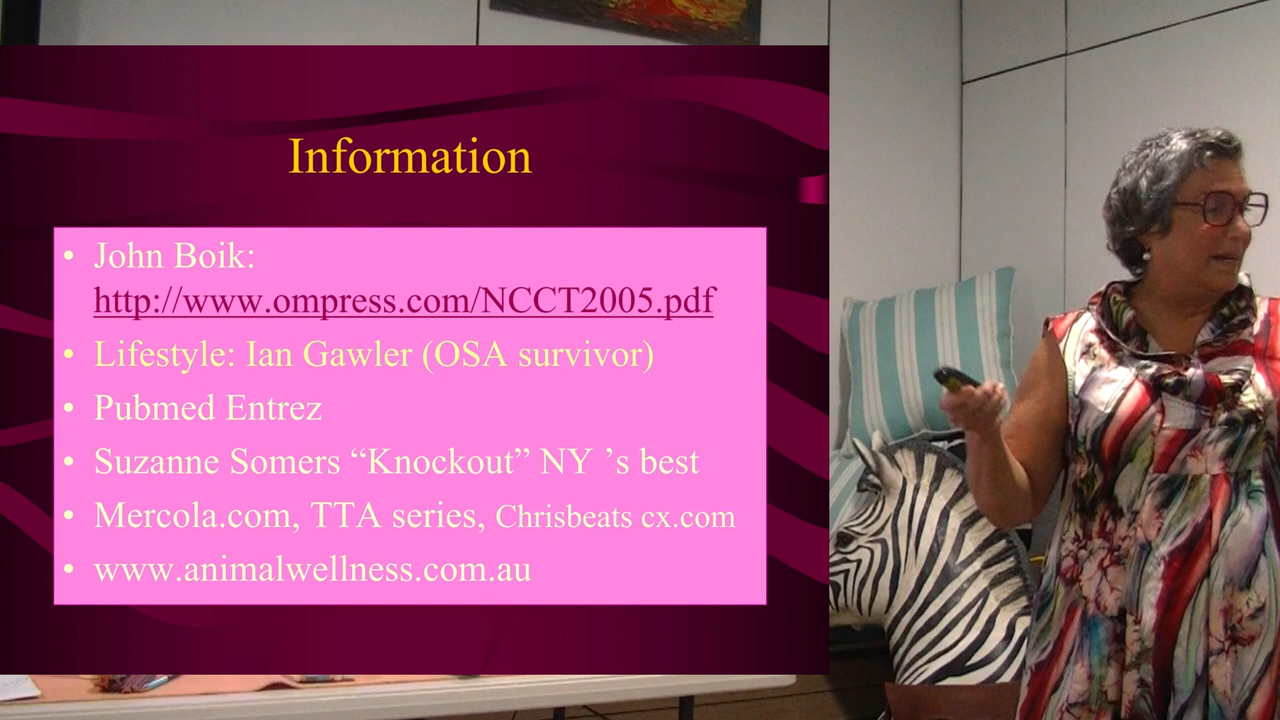 Information
• John Boik:
http://www.ompress.com/NCCT2005.pdf
• Lifestyle: Ian Gawler (OSA survivor)
• Pubmed Entrez
• Suzanne Somers “Knockout” NY ’s best
• Mercola.com, TTA series, Chrisbeats cx.com
• www.animalwellness.com.au